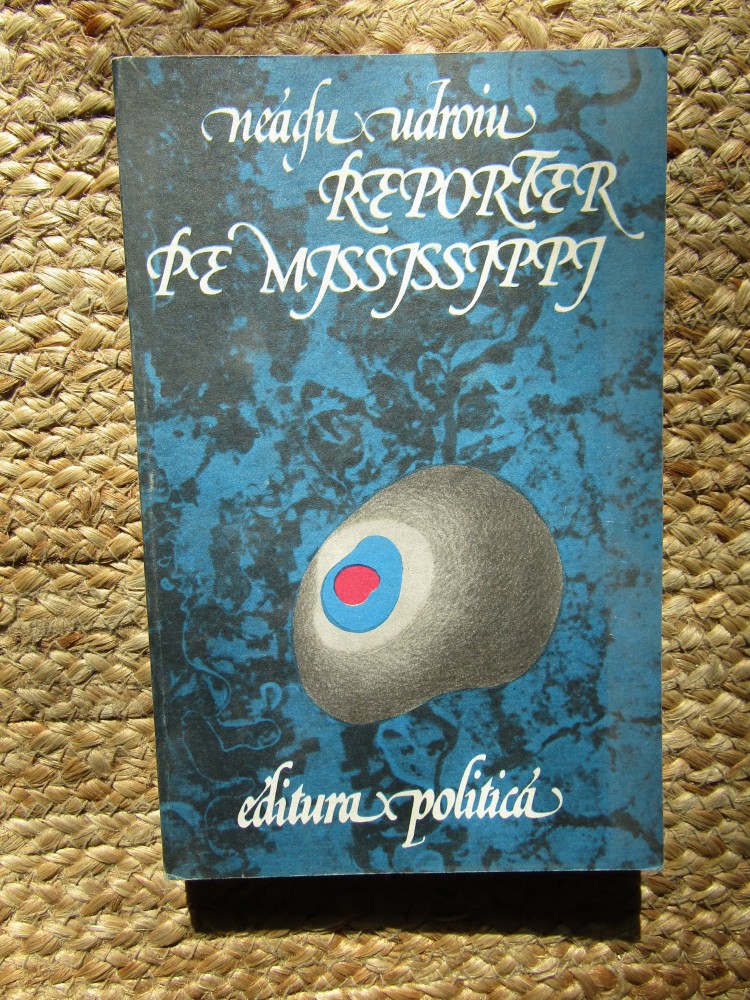 neagu udroiu
REPORTER
PE MISSISSIPPI
editura politică